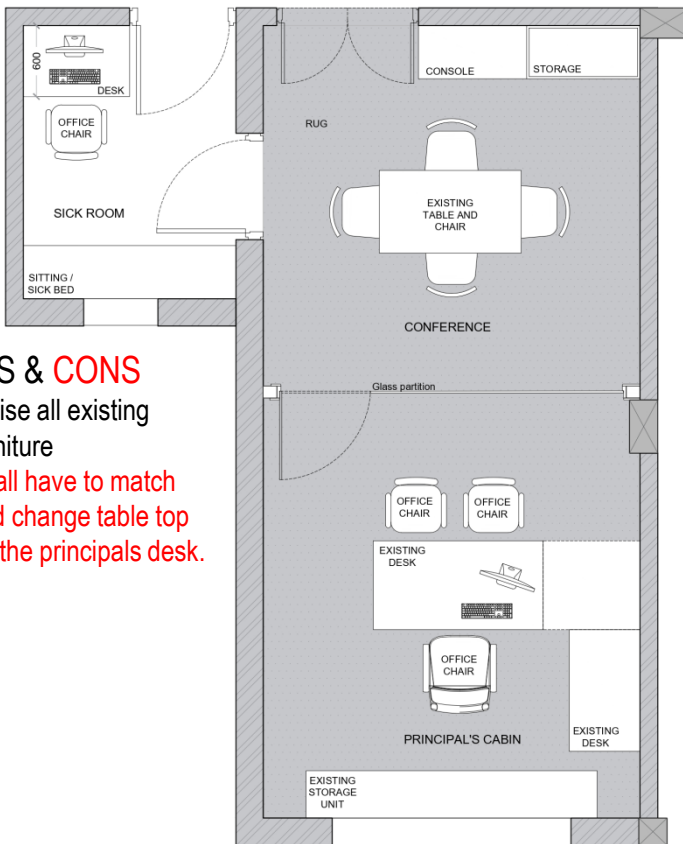 600
DESK
OFFICE
CHAIR
SICK ROOM
SITTING /
SICK BED
CONSOLE
STORAGE
RUG
EXISTING
TABLE AND
CHAIR
CONFERENCE
S & CONS
ise all existing
niture
all have to match
d change table top
the principals desk.
Glass partition
OFFICE
CHAIR
OFFICE
CHAIR
EXISTING
DESK
OFFICE
CHAIR
EXISTING
DESK
PRINCIPAL'S CABIN
EXISTING
STORAGE
UNIT